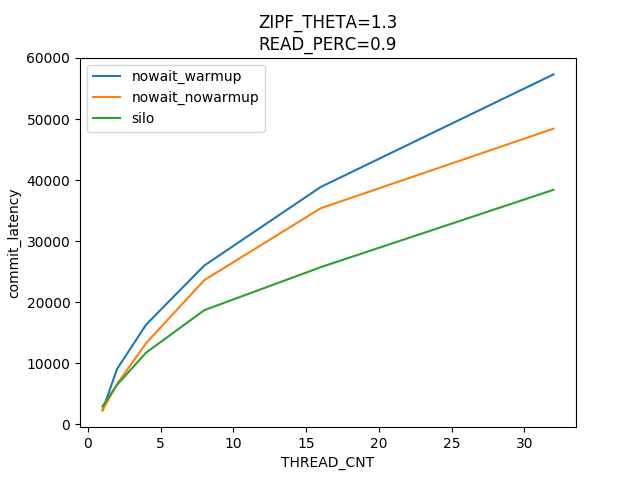 ZIPF_THETA=1.3
READ_PERC=0.9
60000
50000
40000
30000
20000
10000
0
commit_latency
nowait_warmup
nowait_nowarmup
silo
0 5 10 15 20 25 30
THREAD_CNT